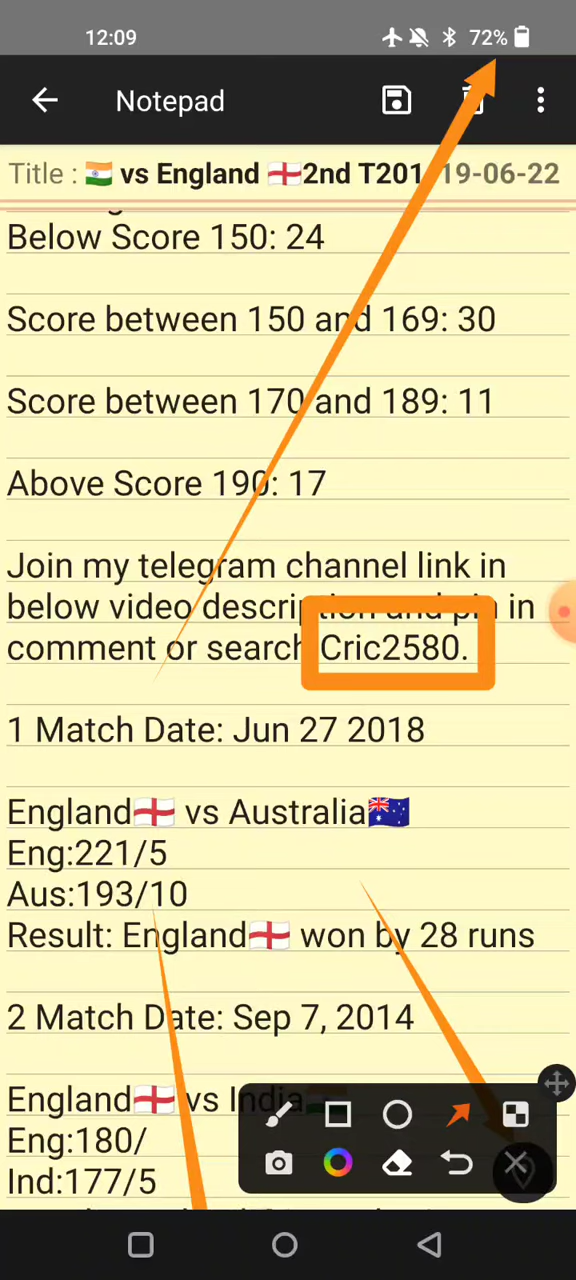 12:09
72%
Notepad
Title : 🇮🇳 vs England 🏴󠁧󠁢󠁥󠁮󠁧󠁿2nd T201 19-06-22
Below Score 150: 24
Score between 150 and 169: 30
Score between 170 and 189: 11
Above Score 190: 17
Join my telegram channel link in
below video description and pin in
comment or search Cric2580.
1 Match Date: Jun 27 2018
England🏴󠁧󠁢󠁥󠁮󠁧󠁿 vs Australia🇦🇺
Eng:221/5
Aus:193/10
Result: England🏴󠁧󠁢󠁥󠁮󠁧󠁿 won by 28 runs
2 Match Date: Sep 7, 2014
England🏴󠁧󠁢󠁥󠁮󠁧󠁿 vs India🇮🇳
Eng:180/
Ind:177/5